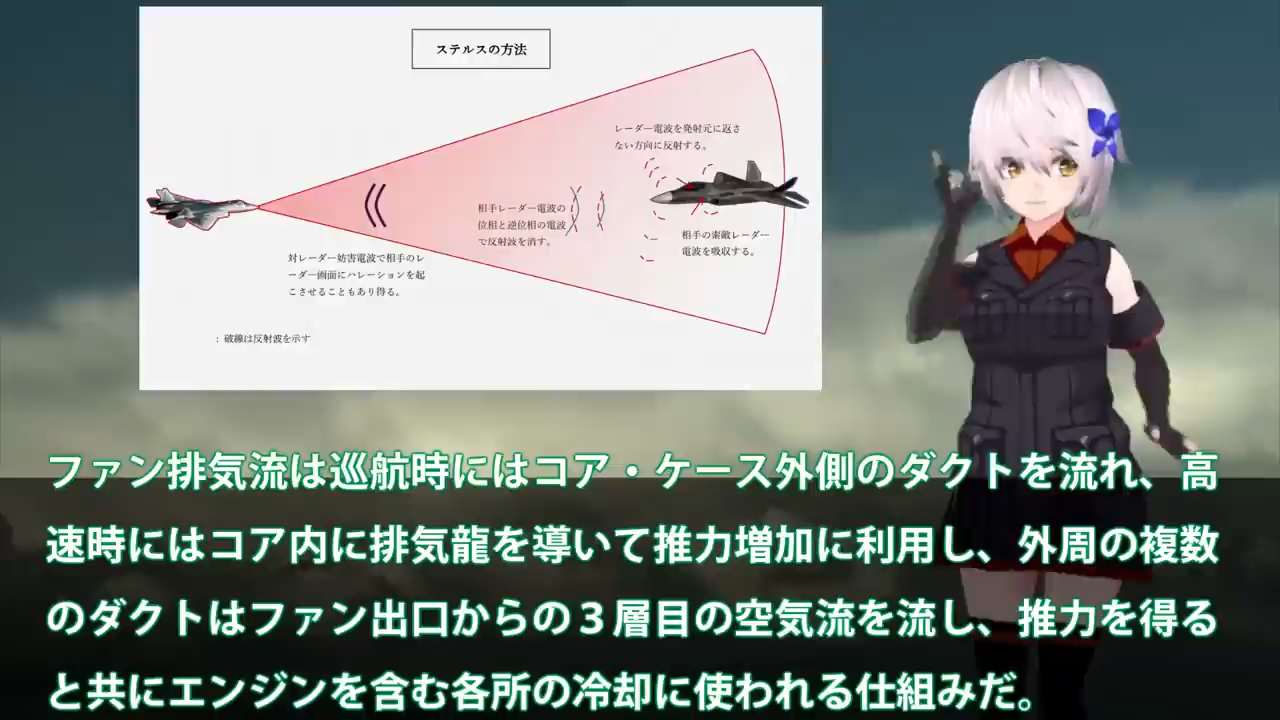 ステルスの方法
レーダー電波を発射元に返さ
ない方向に反射する。
相手レーダー電波の
位相と逆位相の電波
で反射波を消す。
相手の索敵レーダー
電波を吸収する。
対レーダー妨害電波で相手のレ
ーダー画面にハレーションを起
こさせることもあり得る。
：破線は反射波を示す
ファン排気流は巡航時にはコア・ケース外側のダクトを流れ、高
速時にはコア内に排気龍を導いて推力増加に利用し、外周の複数
のダクトはファン出口からの３層目の空気流を流し、推力を得る
と共にエンジンを含む各所の冷却に使われる仕組みだ。